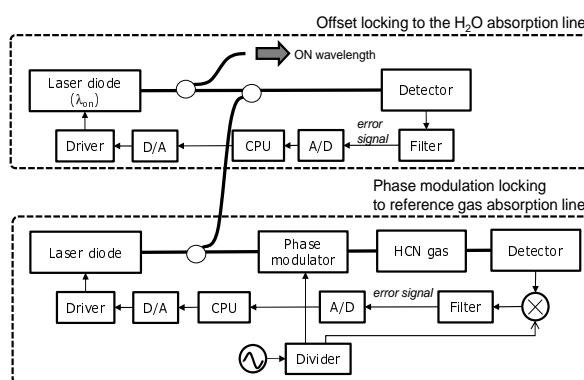 Offset locking to the H₂O absorption line
ON wavelength
Laser diode
(λon)
Detector
Driver
D/A
CPU
A/D
error
signal
Filter
Phase modulation locking
to reference gas absorption line
Laser diode
Phase
modulator
HCN gas
Detector
Driver
D/A
CPU
A/D
error signal
Filter
Divider